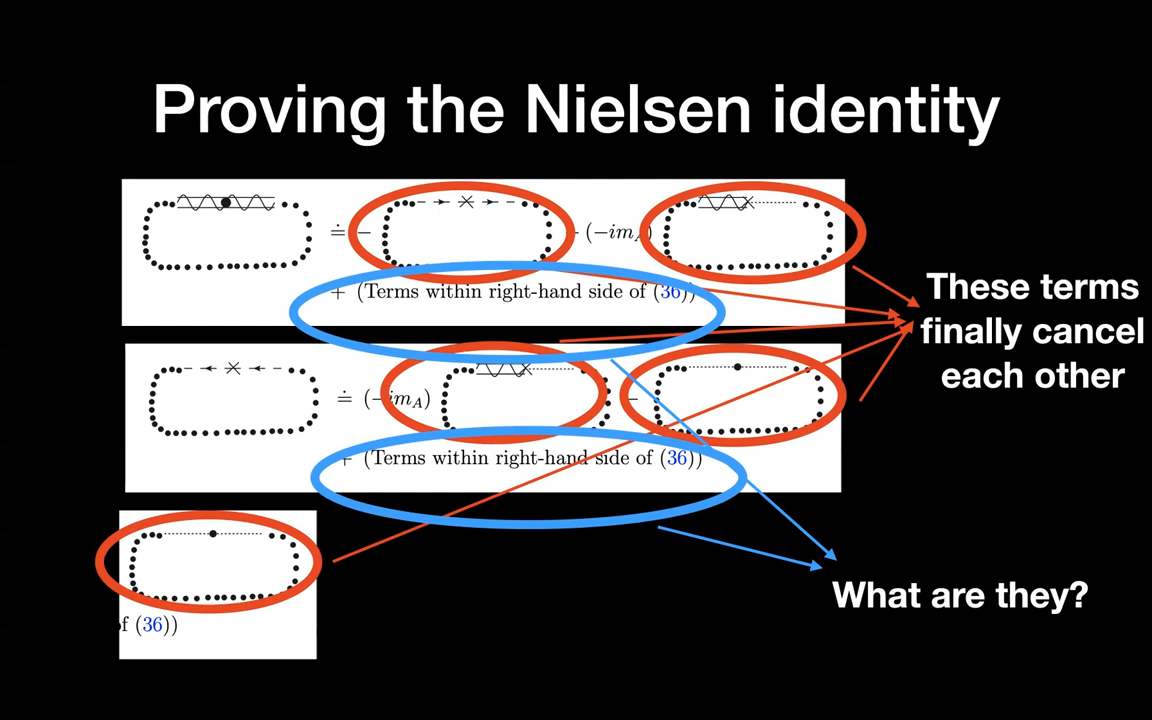 Proving the Nielsen identity
≐ − − (−im_A)
+ (Terms within right-hand side of (36))
These terms
finally cancel
each other
≐ (−im_A) −
+ (Terms within right-hand side of (36))
What are they?
of (36))